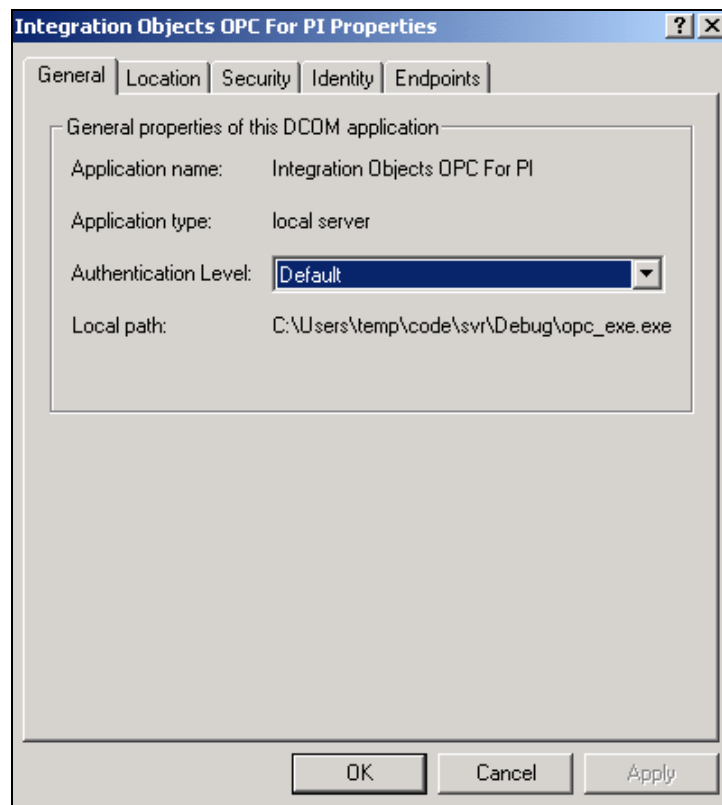 Integration Objects OPC For PI Properties ? X
General Location Security Identity Endpoints
General properties of this DCOM application
Application name: Integration Objects OPC For PI
Application type: local server
Authentication Level: Default
Local path: C:\Users\temp\code\svr\Debug\opc_exe.exe
OK Cancel Apply